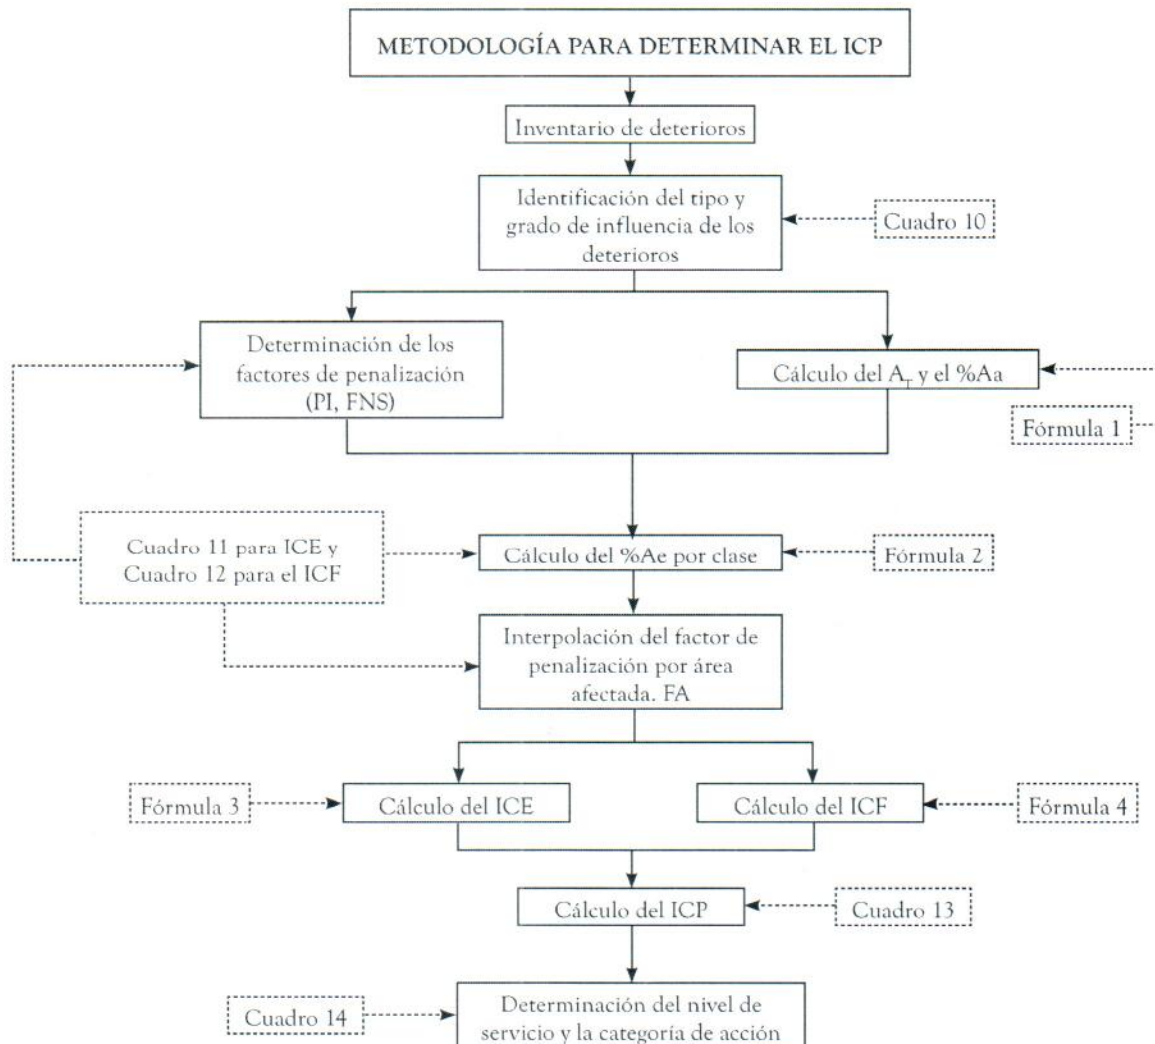 METODOLOGÍA PARA DETERMINAR EL ICP
Inventario de deterioros
Identificación del tipo y
grado de influencia de los
deterioros
Cuadro 10
Determinación de los
factores de penalización
(PI, FNS)
Cálculo del A_T y el %Aa
Fórmula 1
Cuadro 11 para ICE y
Cuadro 12 para el ICF
Cálculo del %Ae por clase
Fórmula 2
Interpolación del factor de
penalización por área
afectada. FA
Fórmula 3
Cálculo del ICE
Cálculo del ICF
Fórmula 4
Cálculo del ICP
Cuadro 13
Cuadro 14
Determinación del nivel de
servicio y la categoría de acción